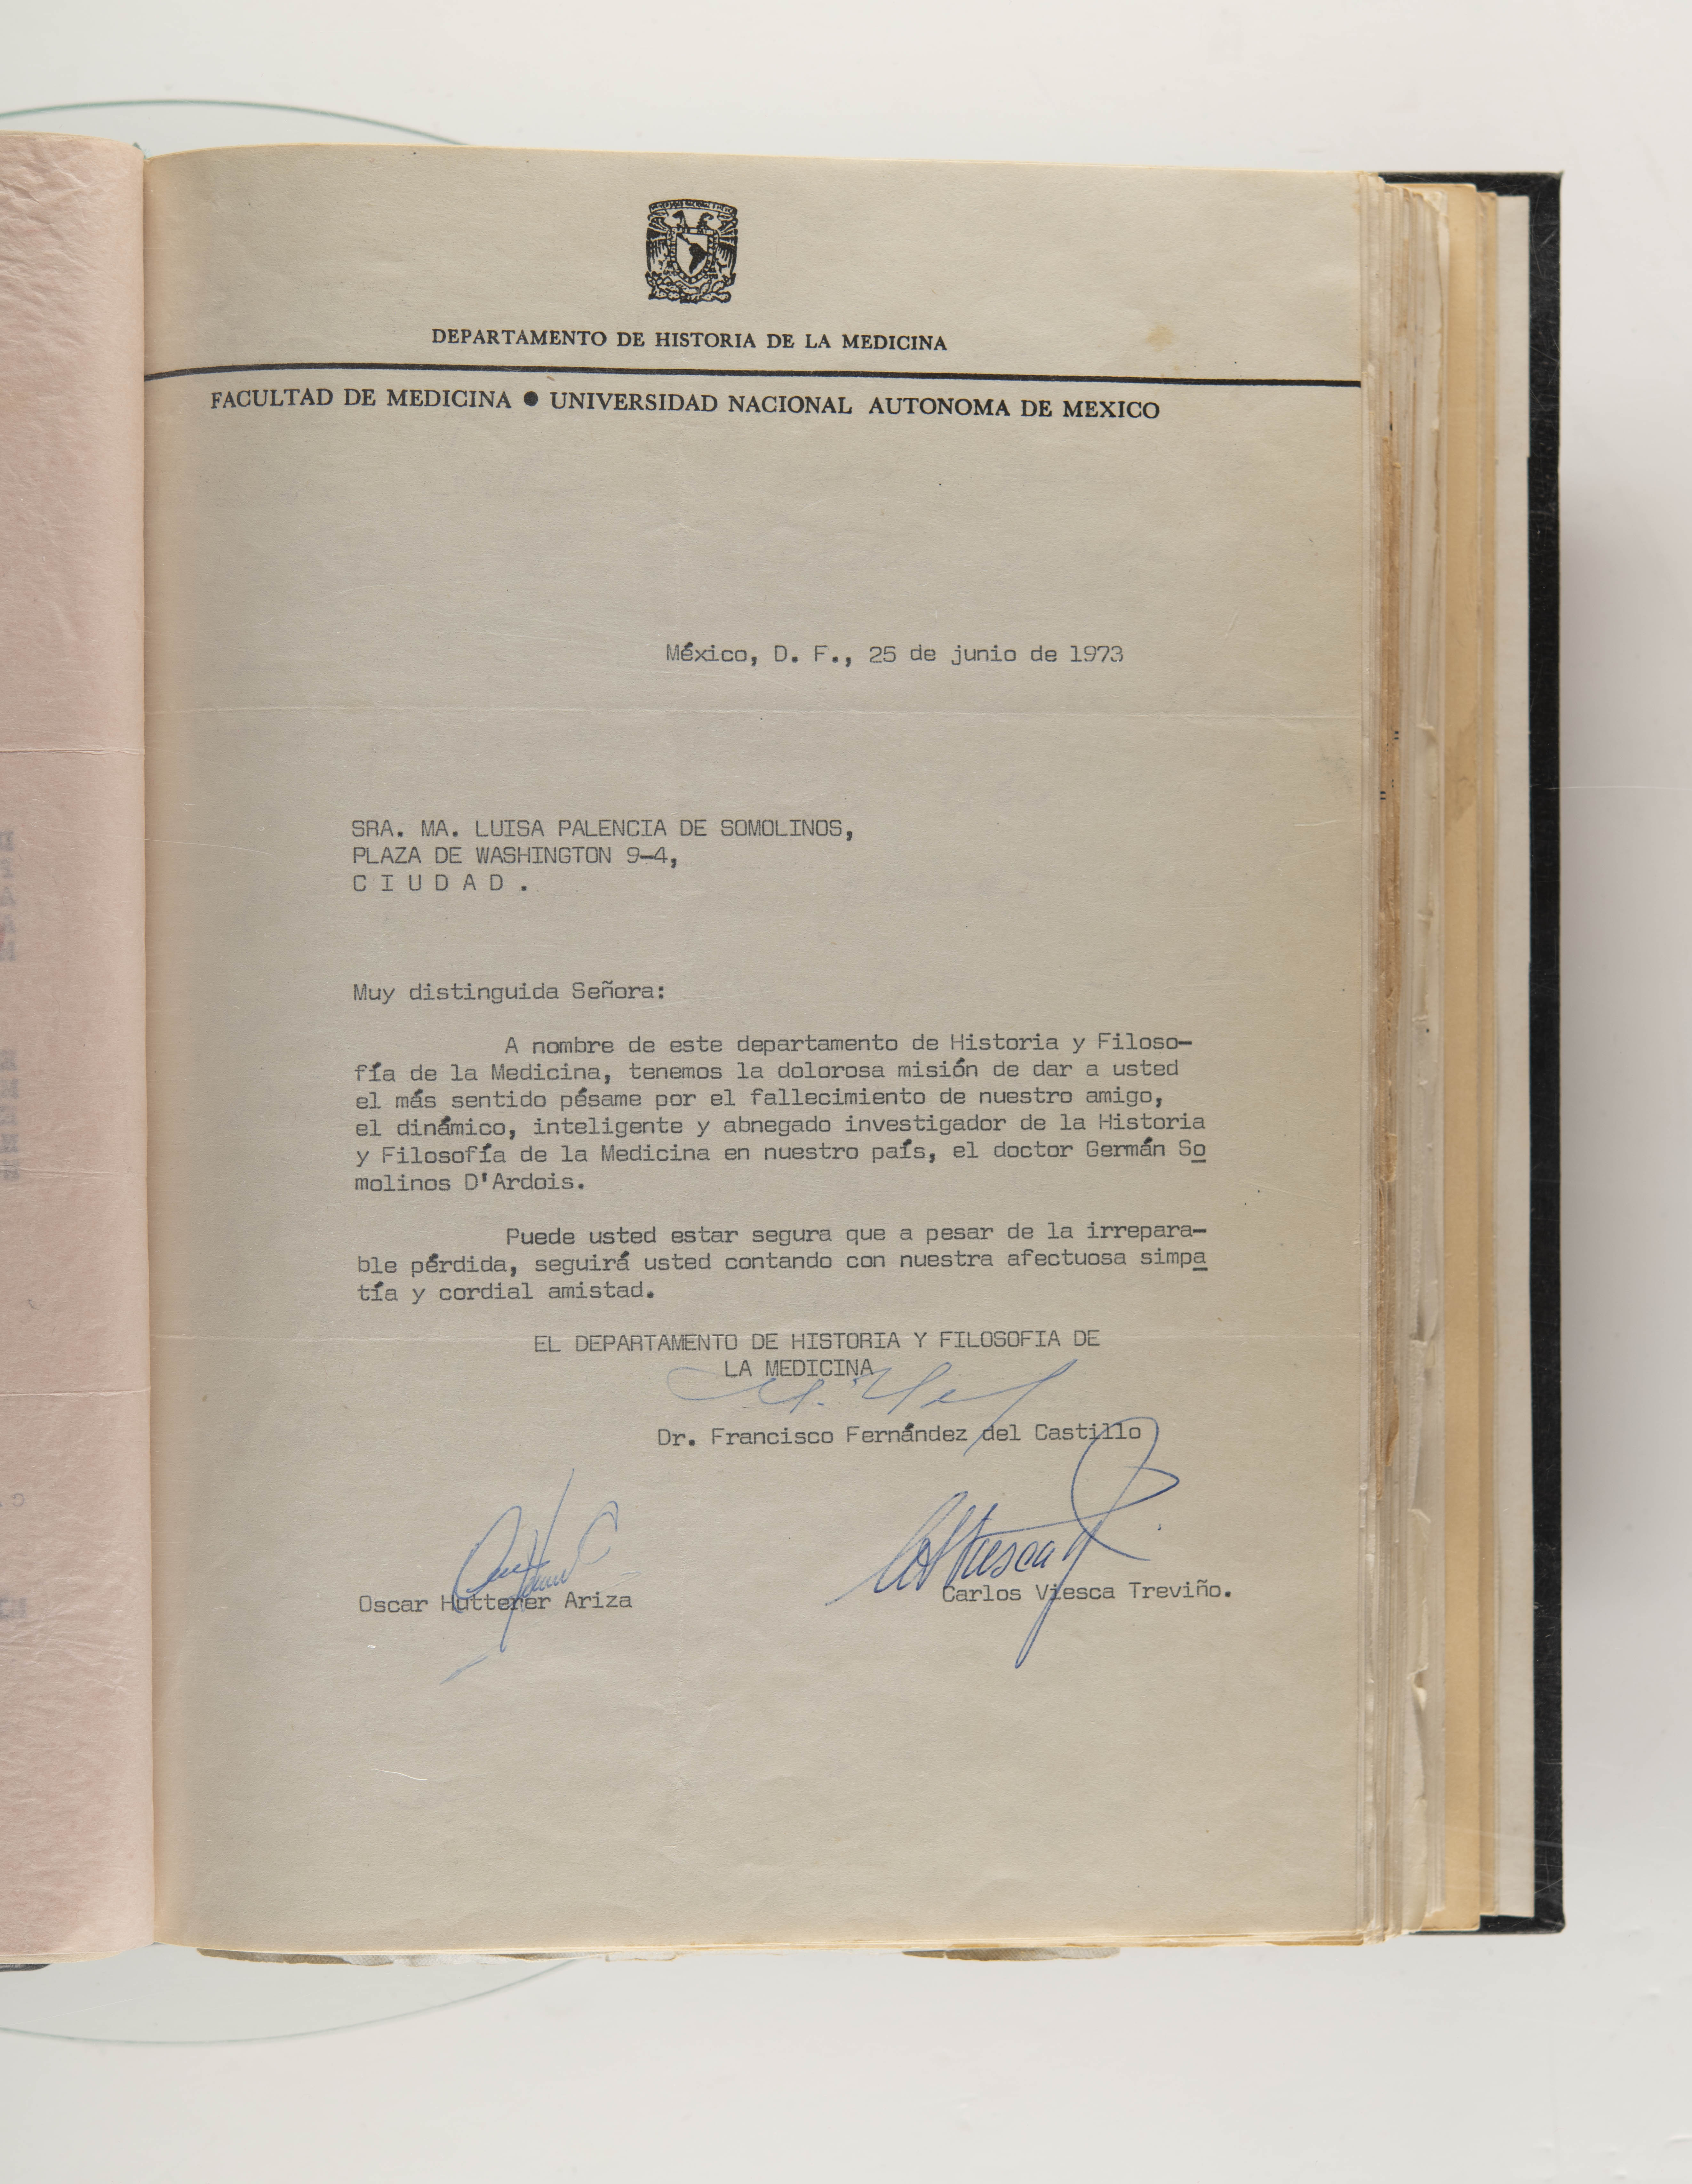 DEPARTAMENTO DE HISTORIA DE LA MEDICINA
FACULTAD DE MEDICINA ● UNIVERSIDAD NACIONAL AUTONOMA DE MEXICO
México, D. F., 25 de junio de 1973
SRA. MA. LUISA PALENCIA DE SOMOLINOS,
PLAZA DE WASHINGTON 9-4,
C I U D A D .
Muy distinguida Señora:
A nombre de este departamento de Historia y Filoso-
fía de la Medicina, tenemos la dolorosa misión de dar a usted
el más sentido pésame por el fallecimiento de nuestro amigo,
el dinámico, inteligente y abnegado investigador de la Historia
y Filosofía de la Medicina en nuestro país, el doctor Germán So
molinos D'Ardois.
Puede usted estar segura que a pesar de la irrepara-
ble pérdida, seguirá usted contando con nuestra afectuosa simpa
tía y cordial amistad.
EL DEPARTAMENTO DE HISTORIA Y FILOSOFIA DE
LA MEDICINA
Dr. Francisco Fernández del Castillo
Oscar Hutterer Ariza
Carlos Viesca Treviño.